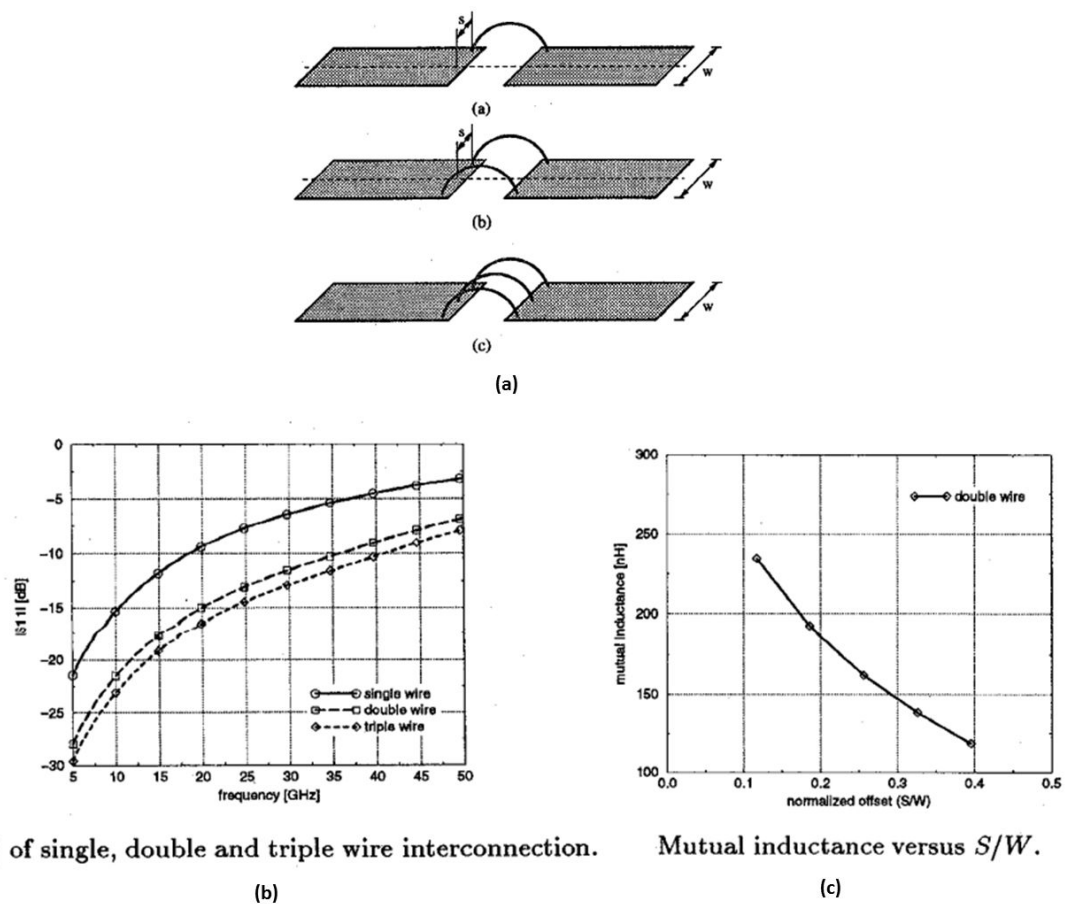 S
W
(a)
S
W
(b)
W
(c)
(a)
0
-5
-10
-15
-20
-25
-30
|S11| [dB]
single wire
double wire
triple wire
5 10 15 20 25 30 35 40 45 50
frequency [GHz]
of single, double and triple wire interconnection.
(b)
300
250
200
150
100
mutual inductance [nH]
double wire
0.0 0.1 0.2 0.3 0.4 0.5
normalized offset (S/W)
Mutual inductance versus S/W.
(c)